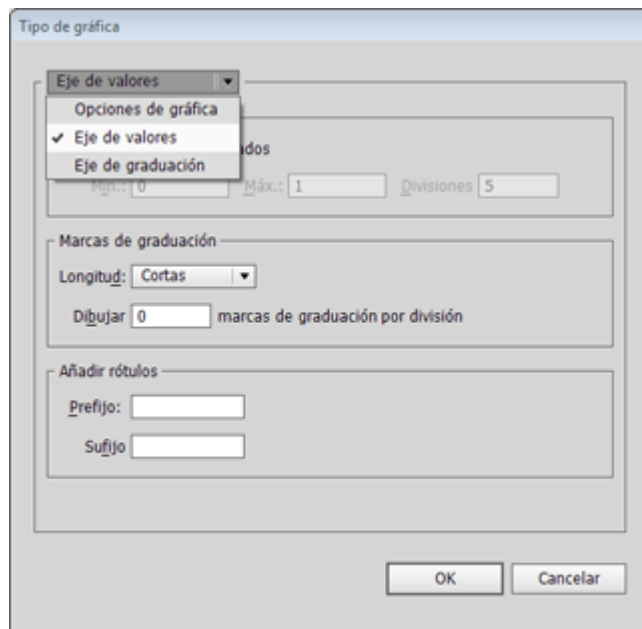 Tipo de gráfica
Eje de valores
Opciones de gráfica
Eje de valores
Eje de graduación
Mín.: 0 Máx.: 1 Divisiones 5
Marcas de graduación
Longitud: Cortas
Dibujar 0 marcas de graduación por división
Añadir rótulos
Prefijo:
Sufijo
OK Cancelar